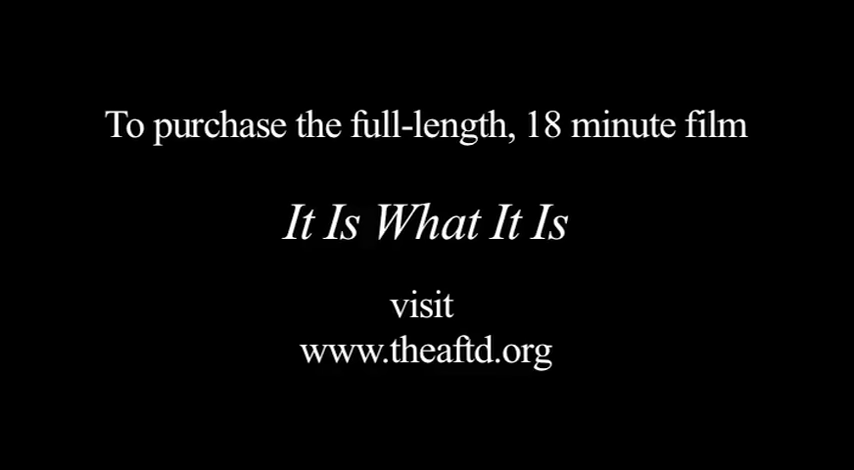 To purchase the full-length, 18 minute film
It Is What It Is
visit
www.theaftd.org